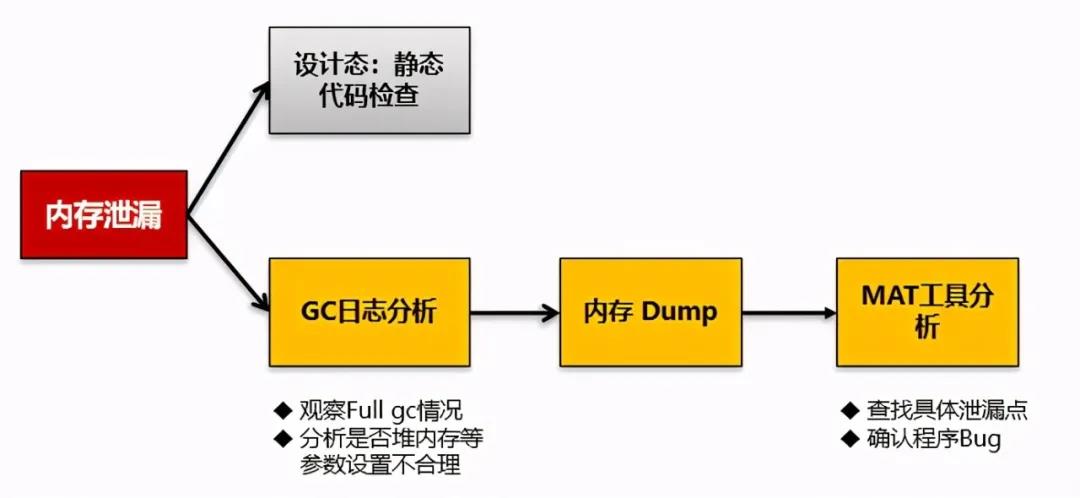 设计态：静态
代码检查
内存泄漏
GC日志分析
内存 Dump
MAT工具分
析
◆ 观察Full gc情况
◆ 分析是否堆内存等
参数设置不合理
◆ 查找具体泄漏点
◆ 确认程序Bug